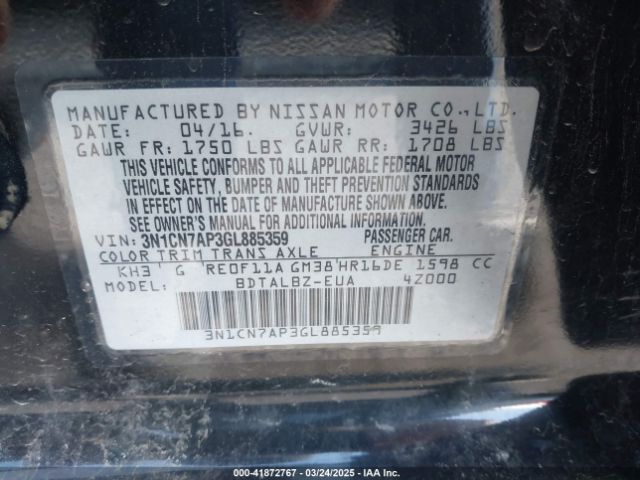 MANUFACTURED BY NISSAN MOTOR CO., LTD.
DATE: 04/16. GVWR: 3426 LBS
GAWR FR: 1750 LBS GAWR RR: 1708 LBS
THIS VEHICLE CONFORMS TO ALL APPLICABLE FEDERAL MOTOR
VEHICLE SAFETY, BUMPER AND THEFT PREVENTION STANDARDS
IN EFFECT ON THE DATE OF MANUFACTURE SHOWN ABOVE.
SEE OWNER'S MANUAL FOR ADDITIONAL INFORMATION.
VIN: 3N1CN7AP3GL885359 PASSENGER CAR.
COLOR TRIM TRANS AXLE ENGINE
KH3 G RE0F11A GM38 HR16DE 1598 CC
MODEL: BDTALBZ-EUA 4Z000
3N1CN7AP3GL885359
000-41872767 - 03/24/2025 - IAA Inc.